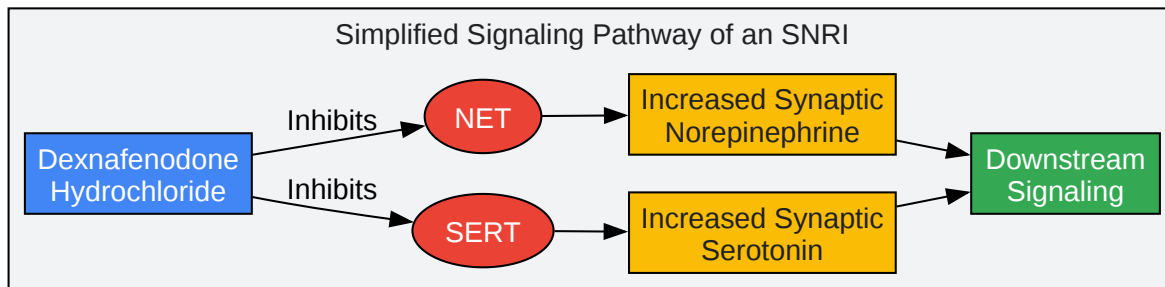 Simplified Signaling Pathway of an SNRI
Dexnafenodone
Hydrochloride
Inhibits
Inhibits
NET
SERT
Increased Synaptic
Norepinephrine
Increased Synaptic
Serotonin
Downstream
Signaling